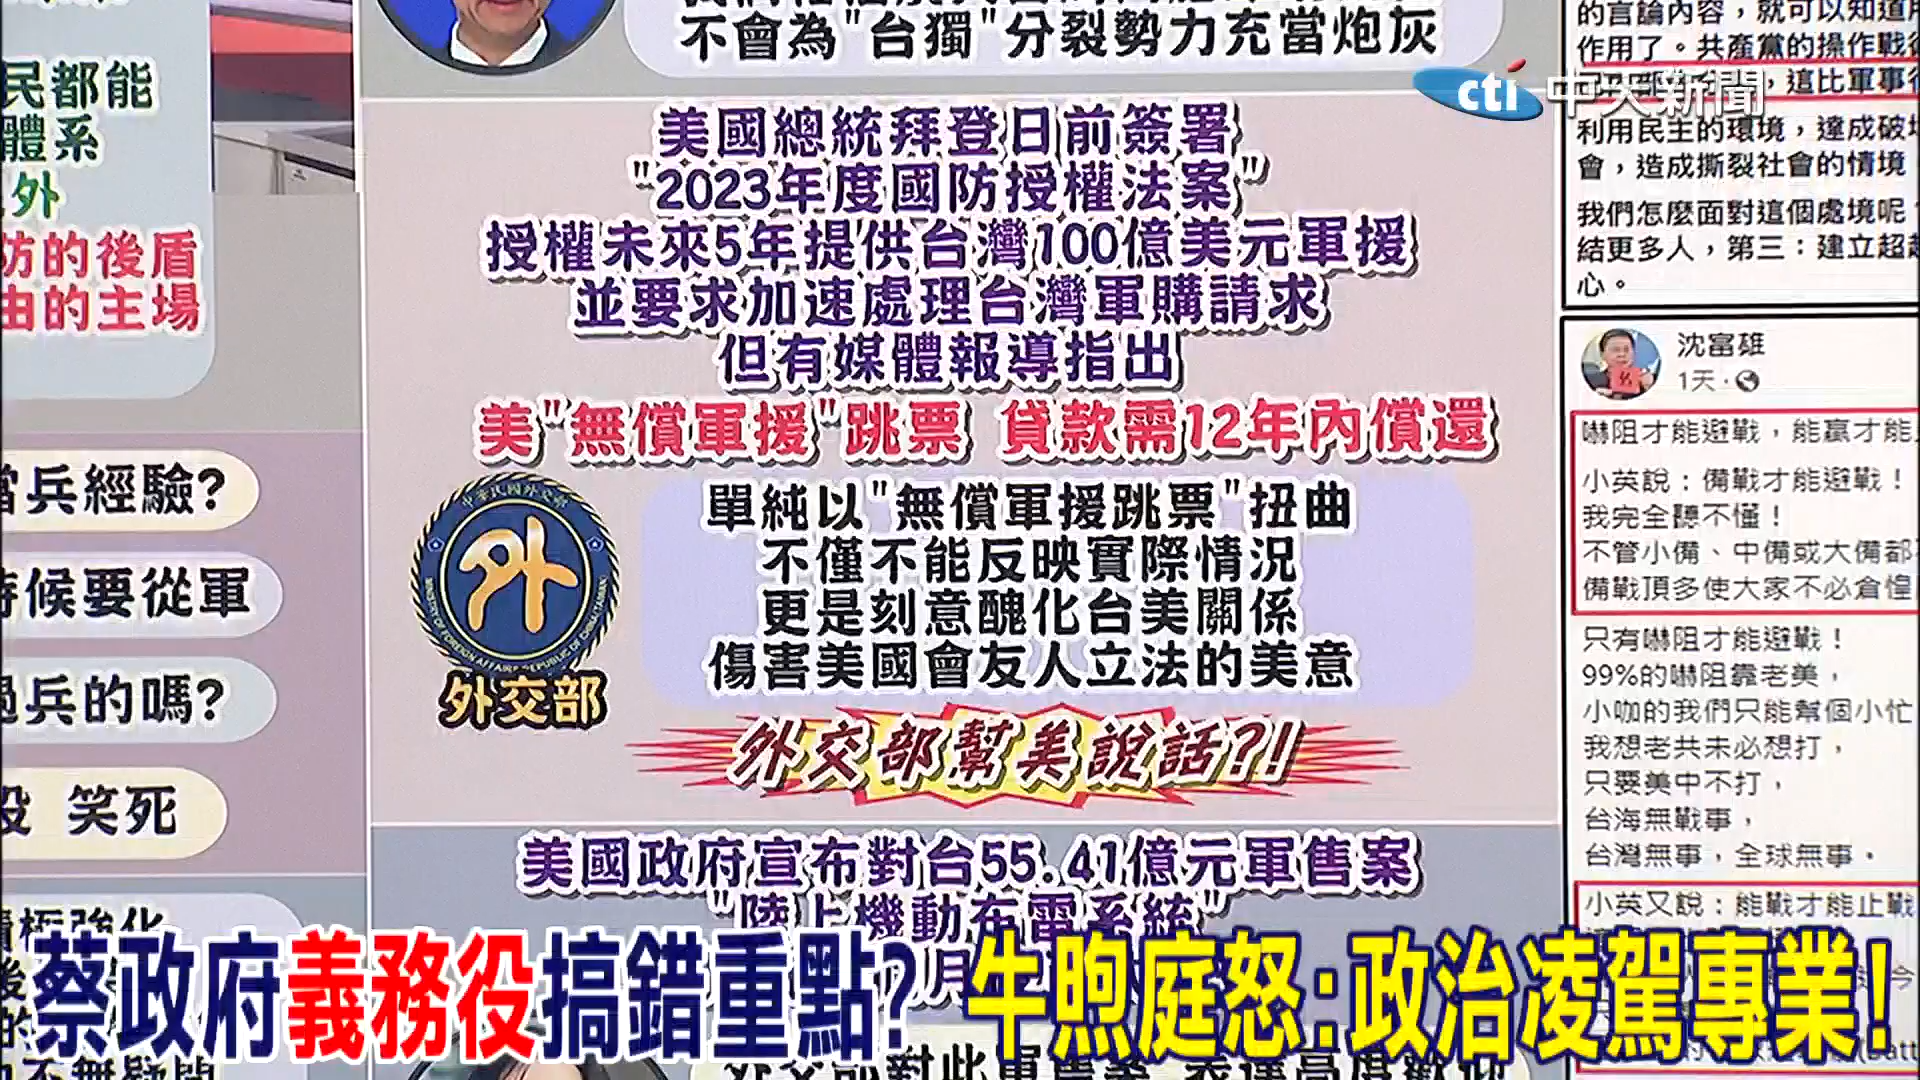 不會為"台獨"分裂勢力充當炮灰
美國總統拜登日前簽署
"2023年度國防授權法案"
授權未來5年提供台灣100億美元軍援
並要求加速處理台灣軍購請求
但有媒體報導指出
美"無償軍援"跳票 貸款需12年內償還
單純以"無償軍援跳票"扭曲
不僅不能反映實際情況
更是刻意醜化台美關係
傷害美國會友人立法的美意
外
外交部
外交部幫美說話?!
美國政府宣布對台55.41億元軍售案
"陸上機動布雷系統"
民都能
體系
外
防的後盾
由的主場
當兵經驗?
時候要從軍
過兵的嗎?
役 笑死
積極強化
cti 中天新聞
的言論內容，就可以知道
作用了。共產黨的操作戰
，這比軍事
利用民主的環境，達成破
會，造成撕裂社會的情境
我們怎麼面對這個處境呢
結更多人，第三：建立超
心。
沈富雄
1天·
嚇阻才能避戰，能贏才能
小英說：備戰才能避戰！
我完全聽不懂！
不管小備、中備或大備都
備戰頂多使大家不必倉惶
只有嚇阻才能避戰！
99%的嚇阻靠老美，
小咖的我們只能幫個小忙
我想老共未必想打，
只要美中不打，
台海無戰事，
台灣無事，全球無事。
小英又說：能戰才能止戰
蔡政府義務役搞錯重點? 牛煦庭怒:政治凌駕專業!